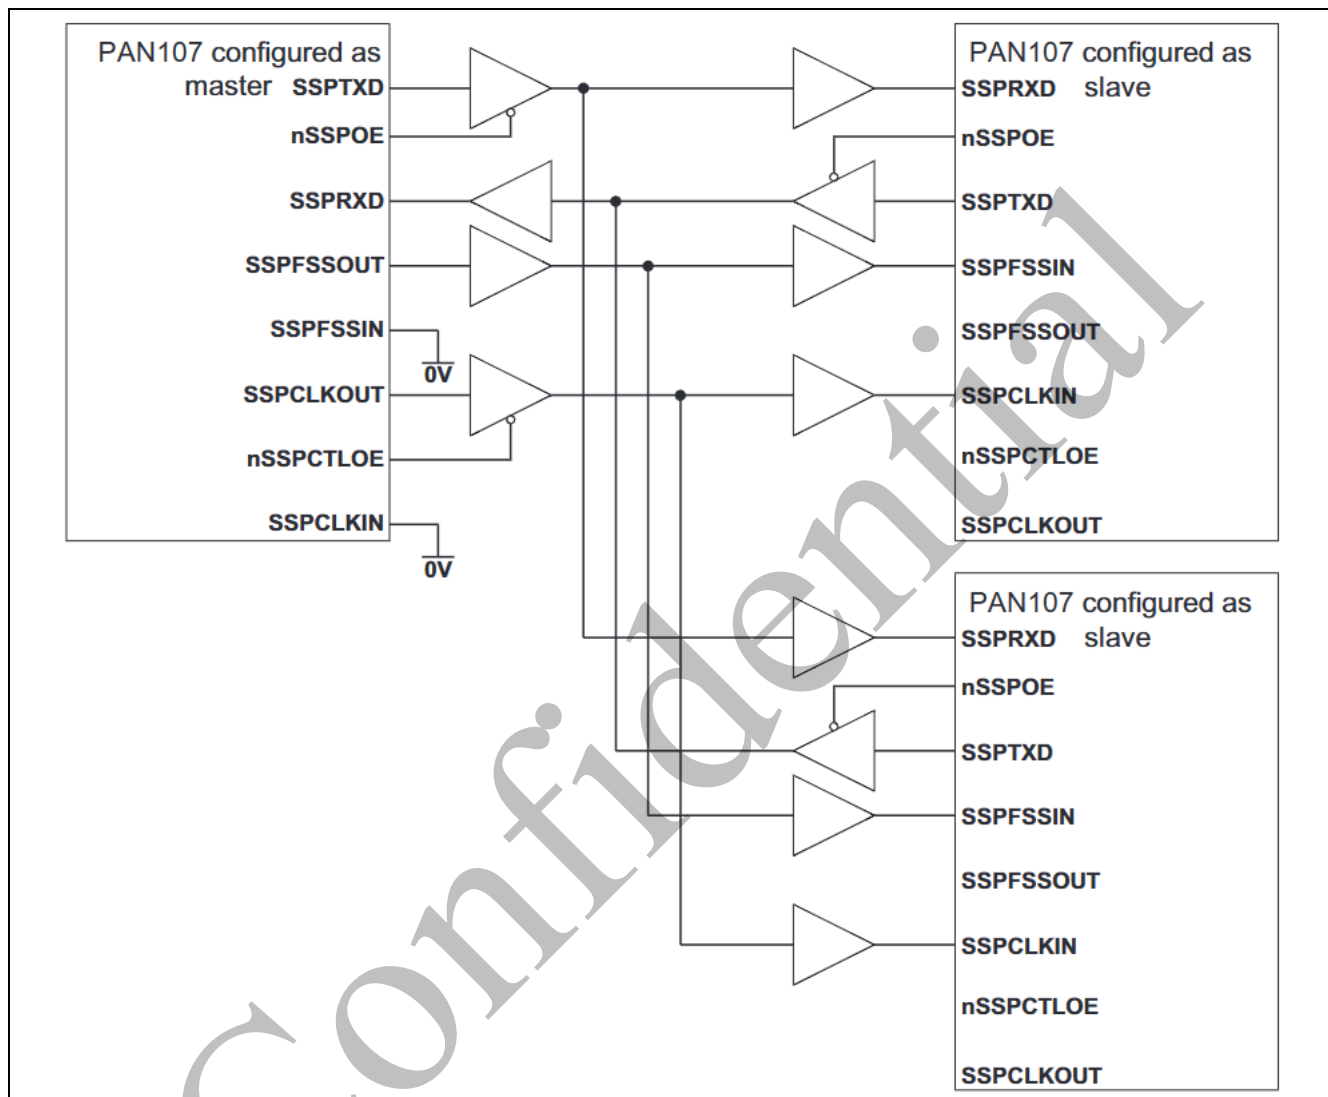 PAN107 configured as
master SSPTXD
nSSPOE
SSPRXD
SSPFSSOUT
SSPFSSIN
0V
SSPCLKOUT
nSSPCTLOE
SSPCLKIN
0V
PAN107 configured as
SSPRXD slave
nSSPOE
SSPTXD
SSPFSSIN
SSPFSSOUT
SSPCLKIN
nSSPCTLOE
SSPCLKOUT
PAN107 configured as
SSPRXD slave
nSSPOE
SSPTXD
SSPFSSIN
SSPFSSOUT
SSPCLKIN
nSSPCTLOE
SSPCLKOUT
Confidential